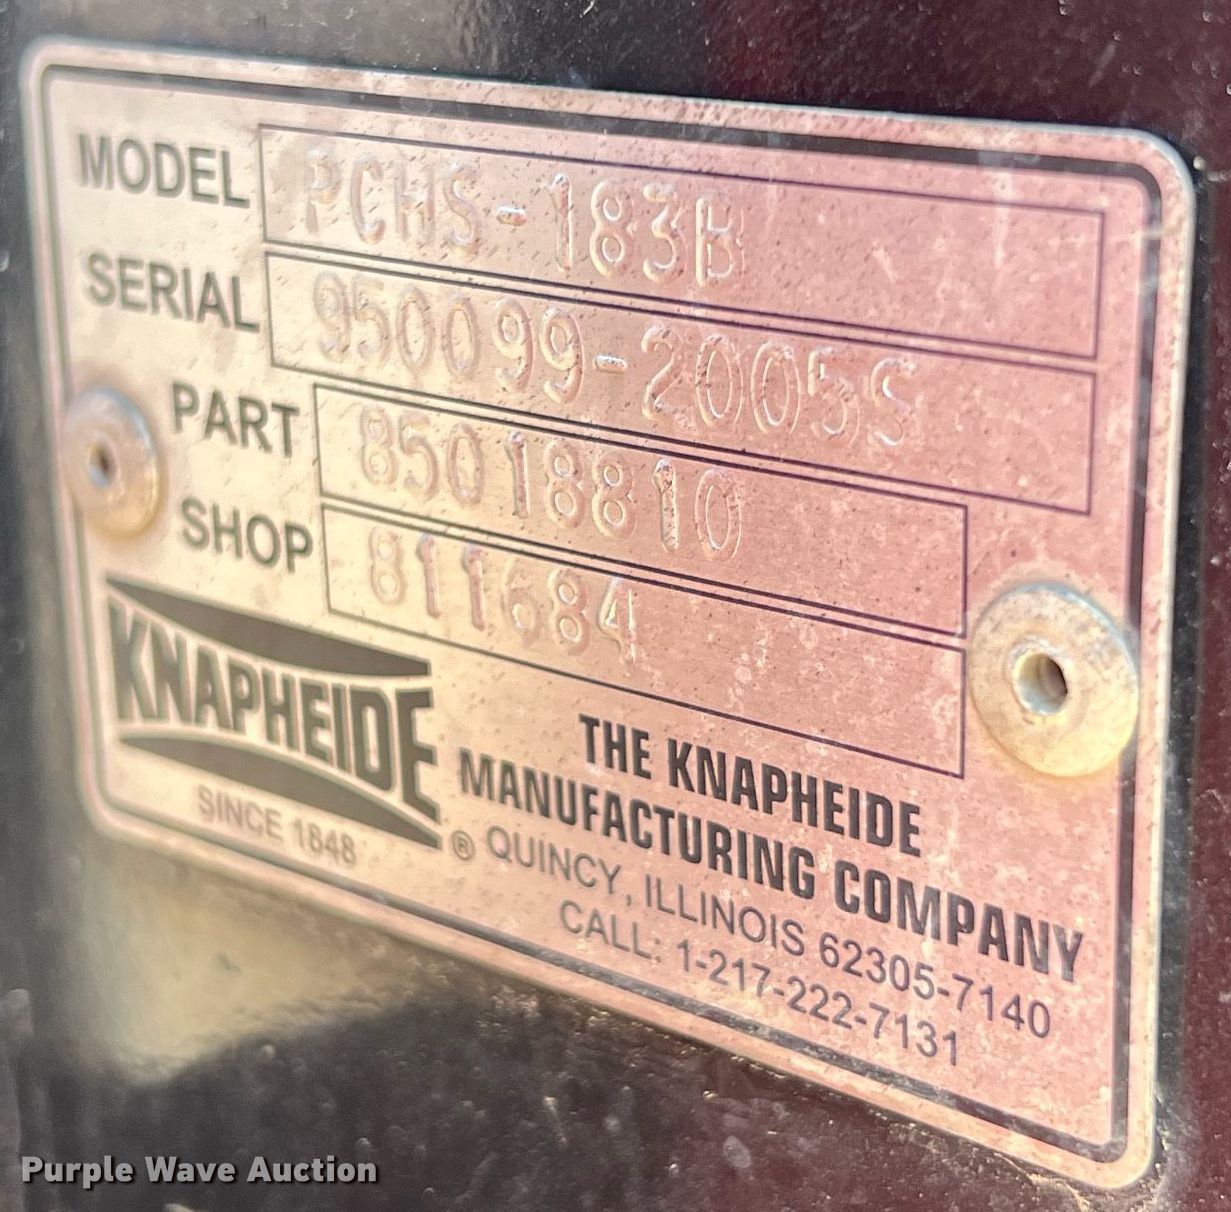 MODEL PCHS-183B
SERIAL 950099-2005S
PART 85018810
SHOP 811684
KNAPHEIDE
SINCE 1848
®
THE KNAPHEIDE
MANUFACTURING COMPANY
QUINCY, ILLINOIS 62305-7140
CALL: 1-217-222-7131
Purple Wave Auction